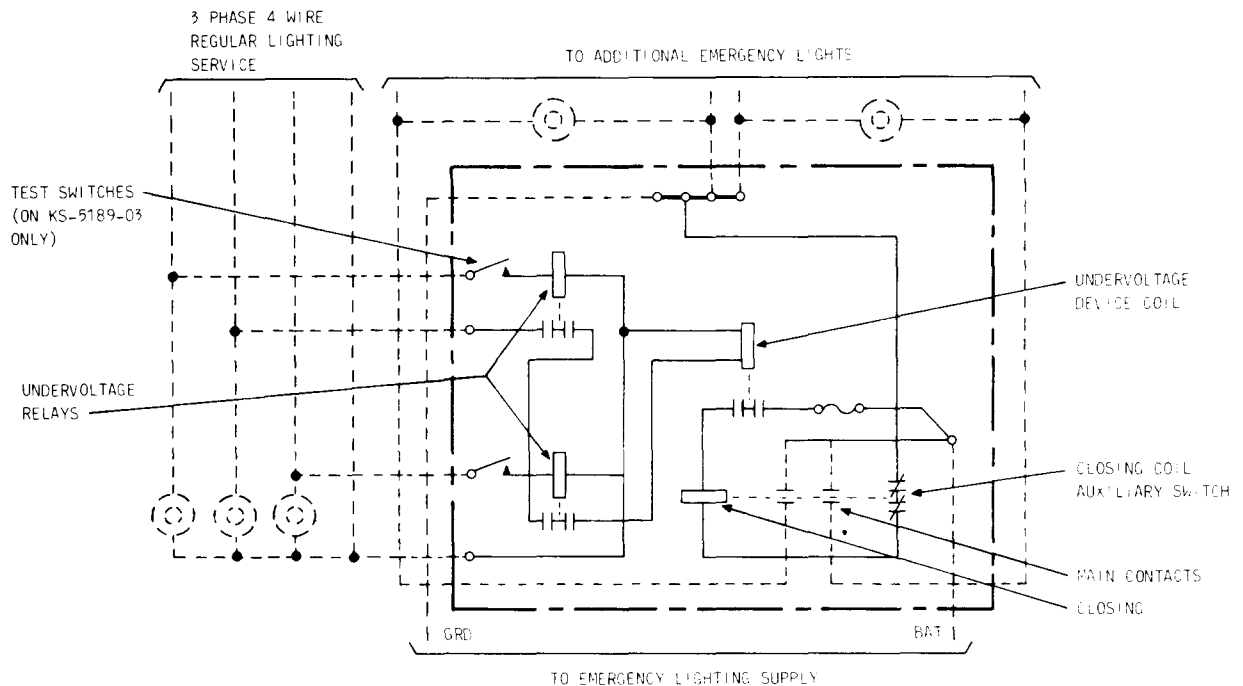 3 PHASE 4 WIRE
REGULAR LIGHTING
SERVICE
TO ADDITIONAL EMERGENCY LIGHTS
TEST SWITCHES
(ON KS-5189-03
ONLY)
UNDERVOLTAGE
DEVICE COIL
UNDERVOLTAGE
RELAYS
CLOSING COIL
AUXILIARY SWITCH
MAIN CONTACTS
CLOSING
GRD
BAT
TO EMERGENCY LIGHTING SUPPLY